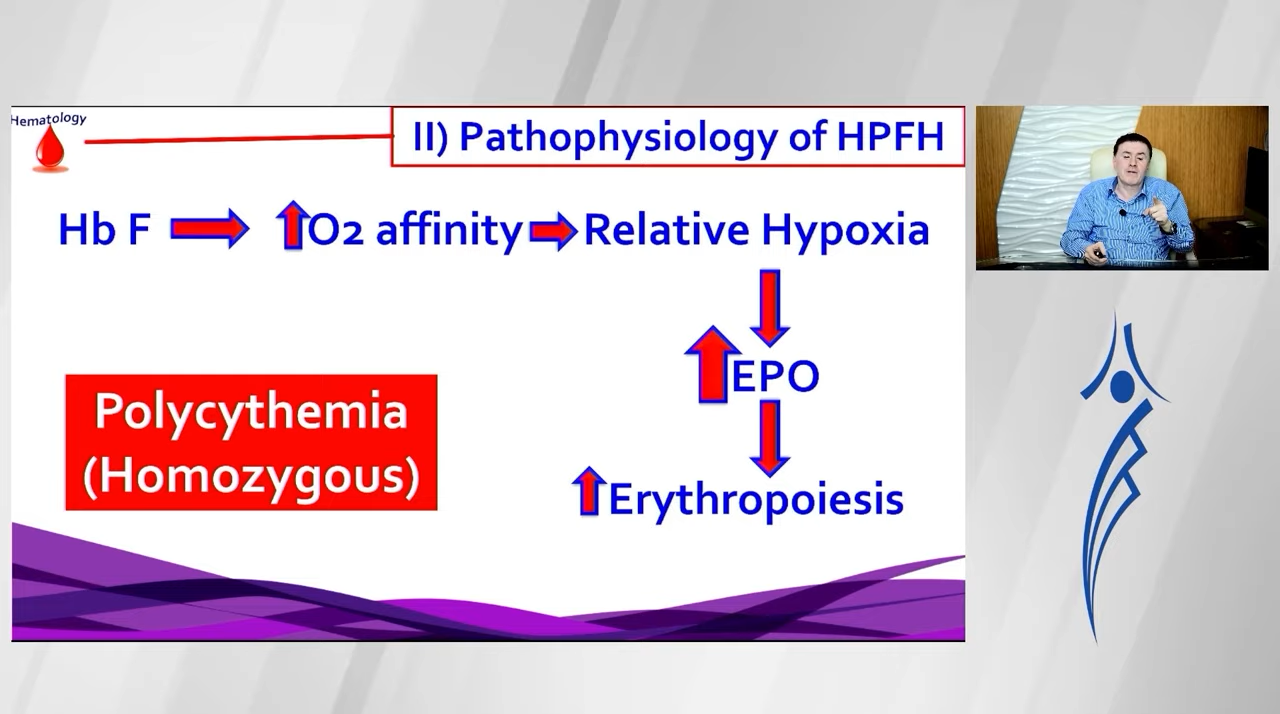 Hematology
II) Pathophysiology of HPFH
Hb F O2 affinity Relative Hypoxia
EPO
Erythropoiesis
Polycythemia
(Homozygous)